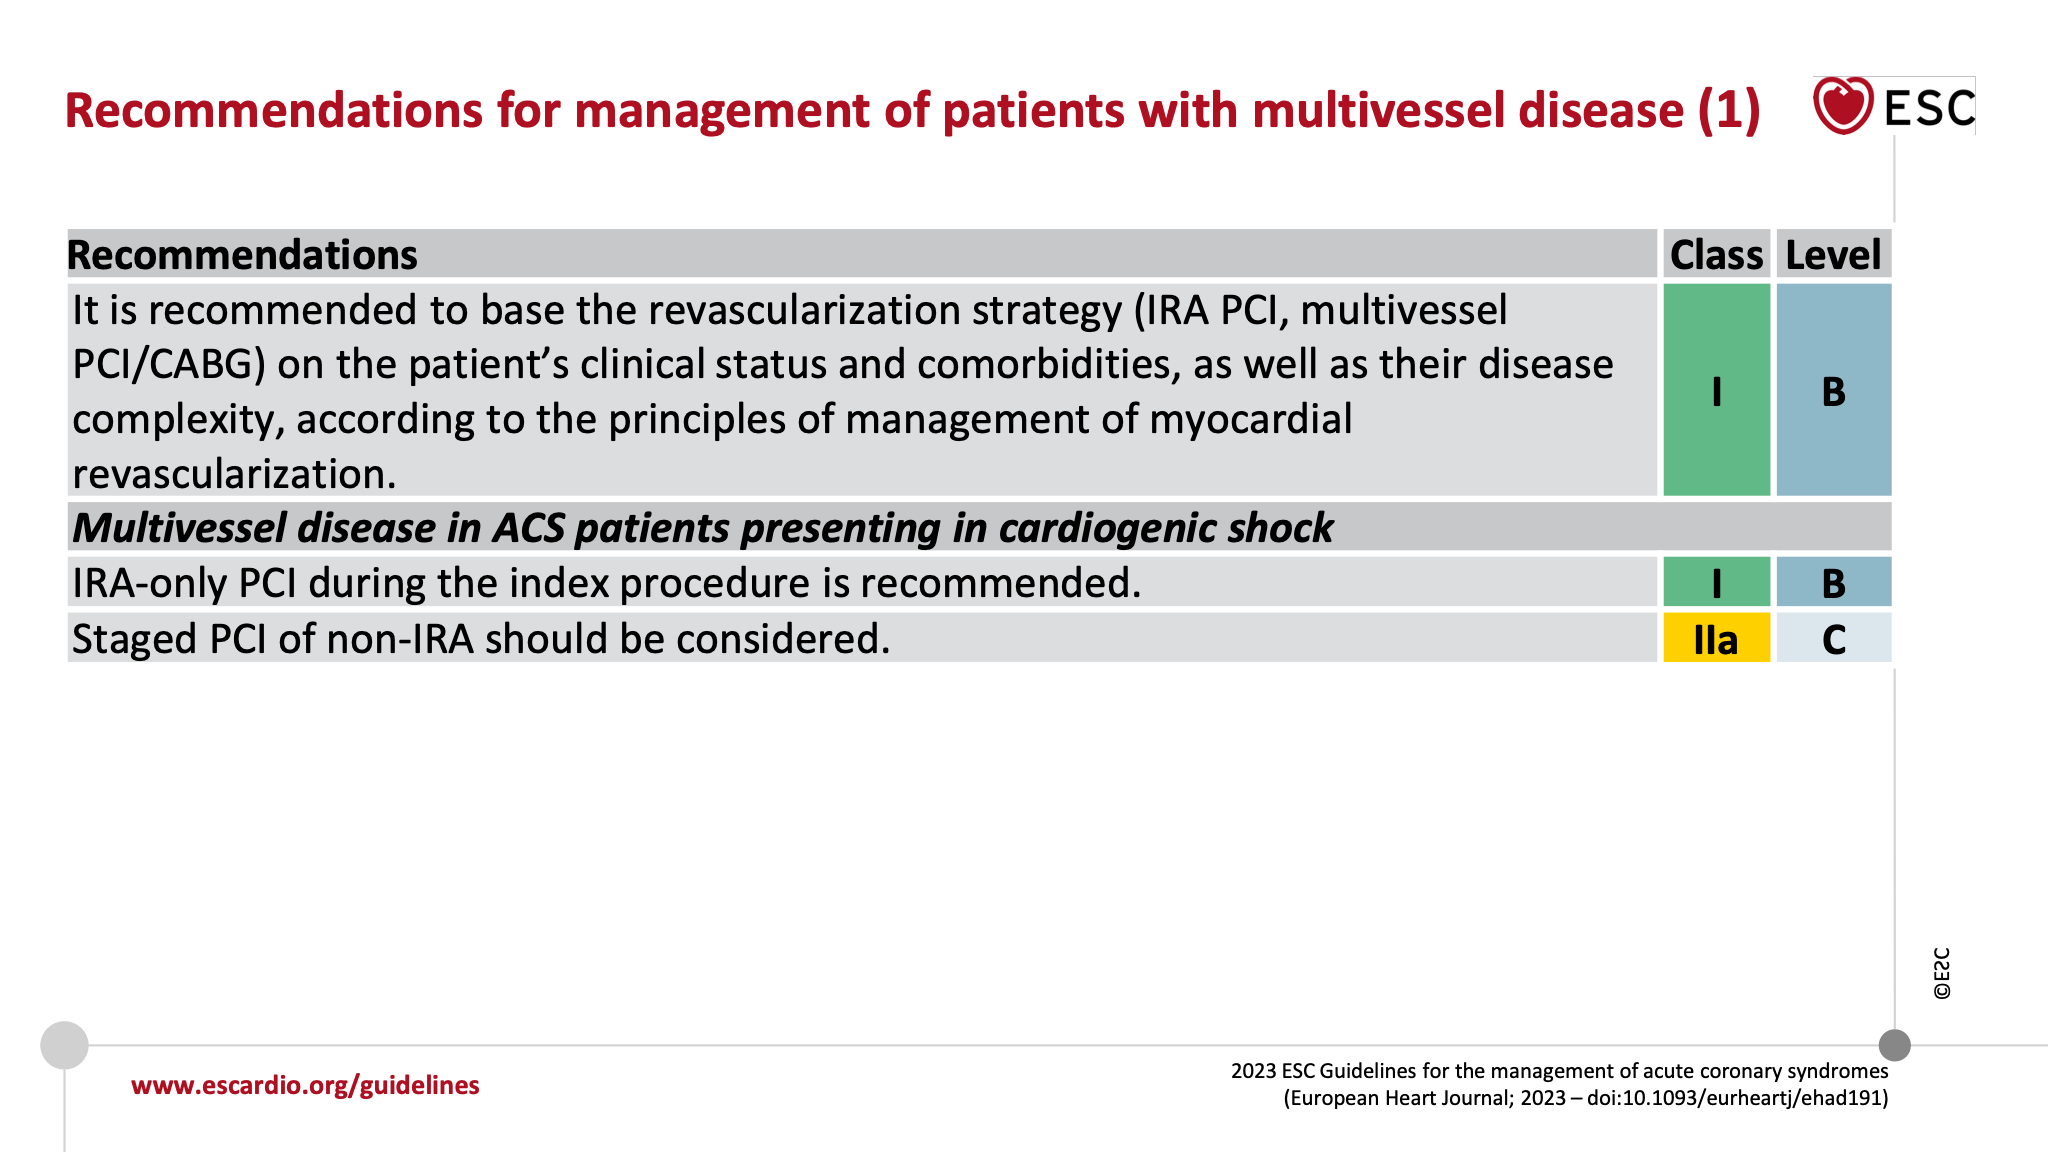 Recommendations for management of patients with multivessel disease (1)
ESC
Recommendations Class Level
It is recommended to base the revascularization strategy (IRA PCI, multivessel
PCI/CABG) on the patient’s clinical status and comorbidities, as well as their disease
complexity, according to the principles of management of myocardial
revascularization.
I B
Multivessel disease in ACS patients presenting in cardiogenic shock
IRA-only PCI during the index procedure is recommended. I B
Staged PCI of non-IRA should be considered. IIa C
©ESC
www.escardio.org/guidelines
2023 ESC Guidelines for the management of acute coronary syndromes
(European Heart Journal; 2023 – doi:10.1093/eurheartj/ehad191)